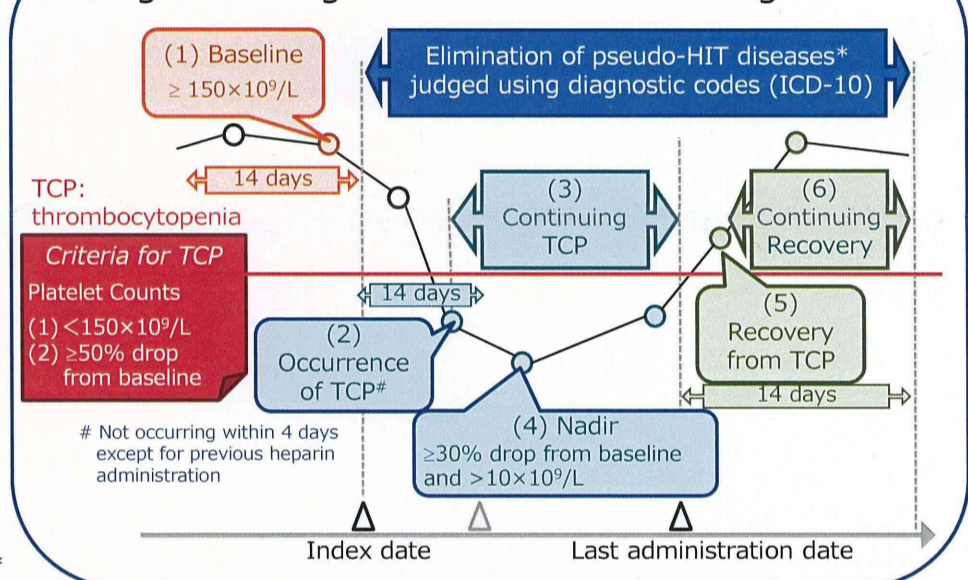 (1) Baseline
≥ 150×10⁹/L
Elimination of pseudo-HIT diseases*
judged using diagnostic codes (ICD-10)
14 days
TCP:
thrombocytopenia
(3)
Continuing
TCP
(6)
Continuing
Recovery
Criteria for TCP
Platelet Counts
(1) <150×10⁹/L
(2) ≥50% drop
from baseline
14 days
(2)
Occurrence
of TCP#
(5)
Recovery
from TCP
14 days
(4) Nadir
≥30% drop from baseline
and >10×10⁹/L
# Not occurring within 4 days
except for previous heparin
administration
Index date
Last administration date